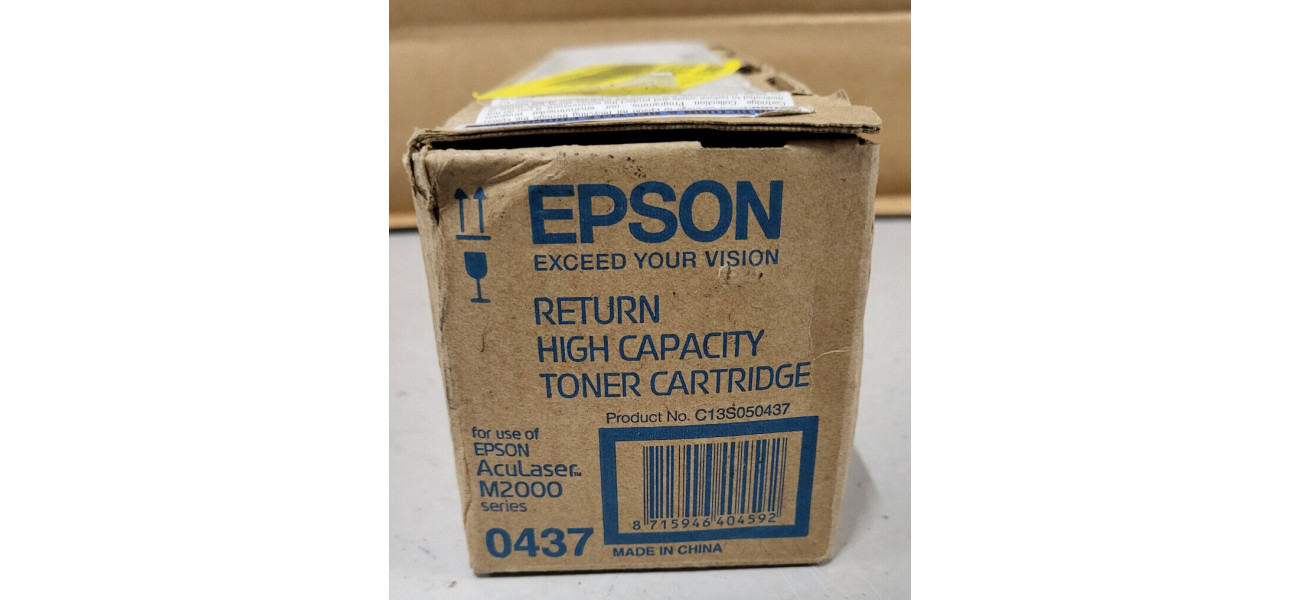 EPSON
EXCEED YOUR VISION
RETURN
HIGH CAPACITY
TONER CARTRIDGE
Product No. C13S050437
for use of
EPSON
AcuLaser™
M2000
series
8 715946 404592
0437
MADE IN CHINA